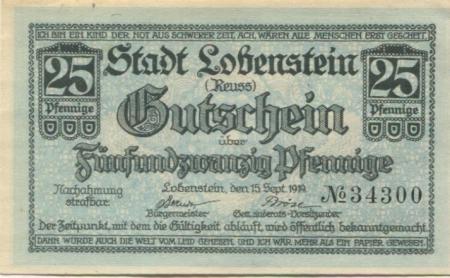 ICH BIN EIN KIND DER NOT AUS SCHWERER ZEIT, ACH, WÄREN ALLE MENSCHEN ERST GESCHEIT,
25 Stadt Lobenstein 25
Pfennige (Reuss) Pfennige
Gutschein
über
Fünfundzwanzig Pfennige
Nachahmung strafbar.
Lobenstein, den 15. Sept. 1919.
№ 34300
Bürgermeister
Gemeinderats-Vorsitzender
Der Zeitpunkt, mit dem die Gültigkeit abläuft, wird öffentlich bekanntgemacht.
DANN WÜRDE AUCH DIE WELT VOM LEID GENESEN, UND ICH WÄR MEHR ALS EIN PAPIER GEWESEN.